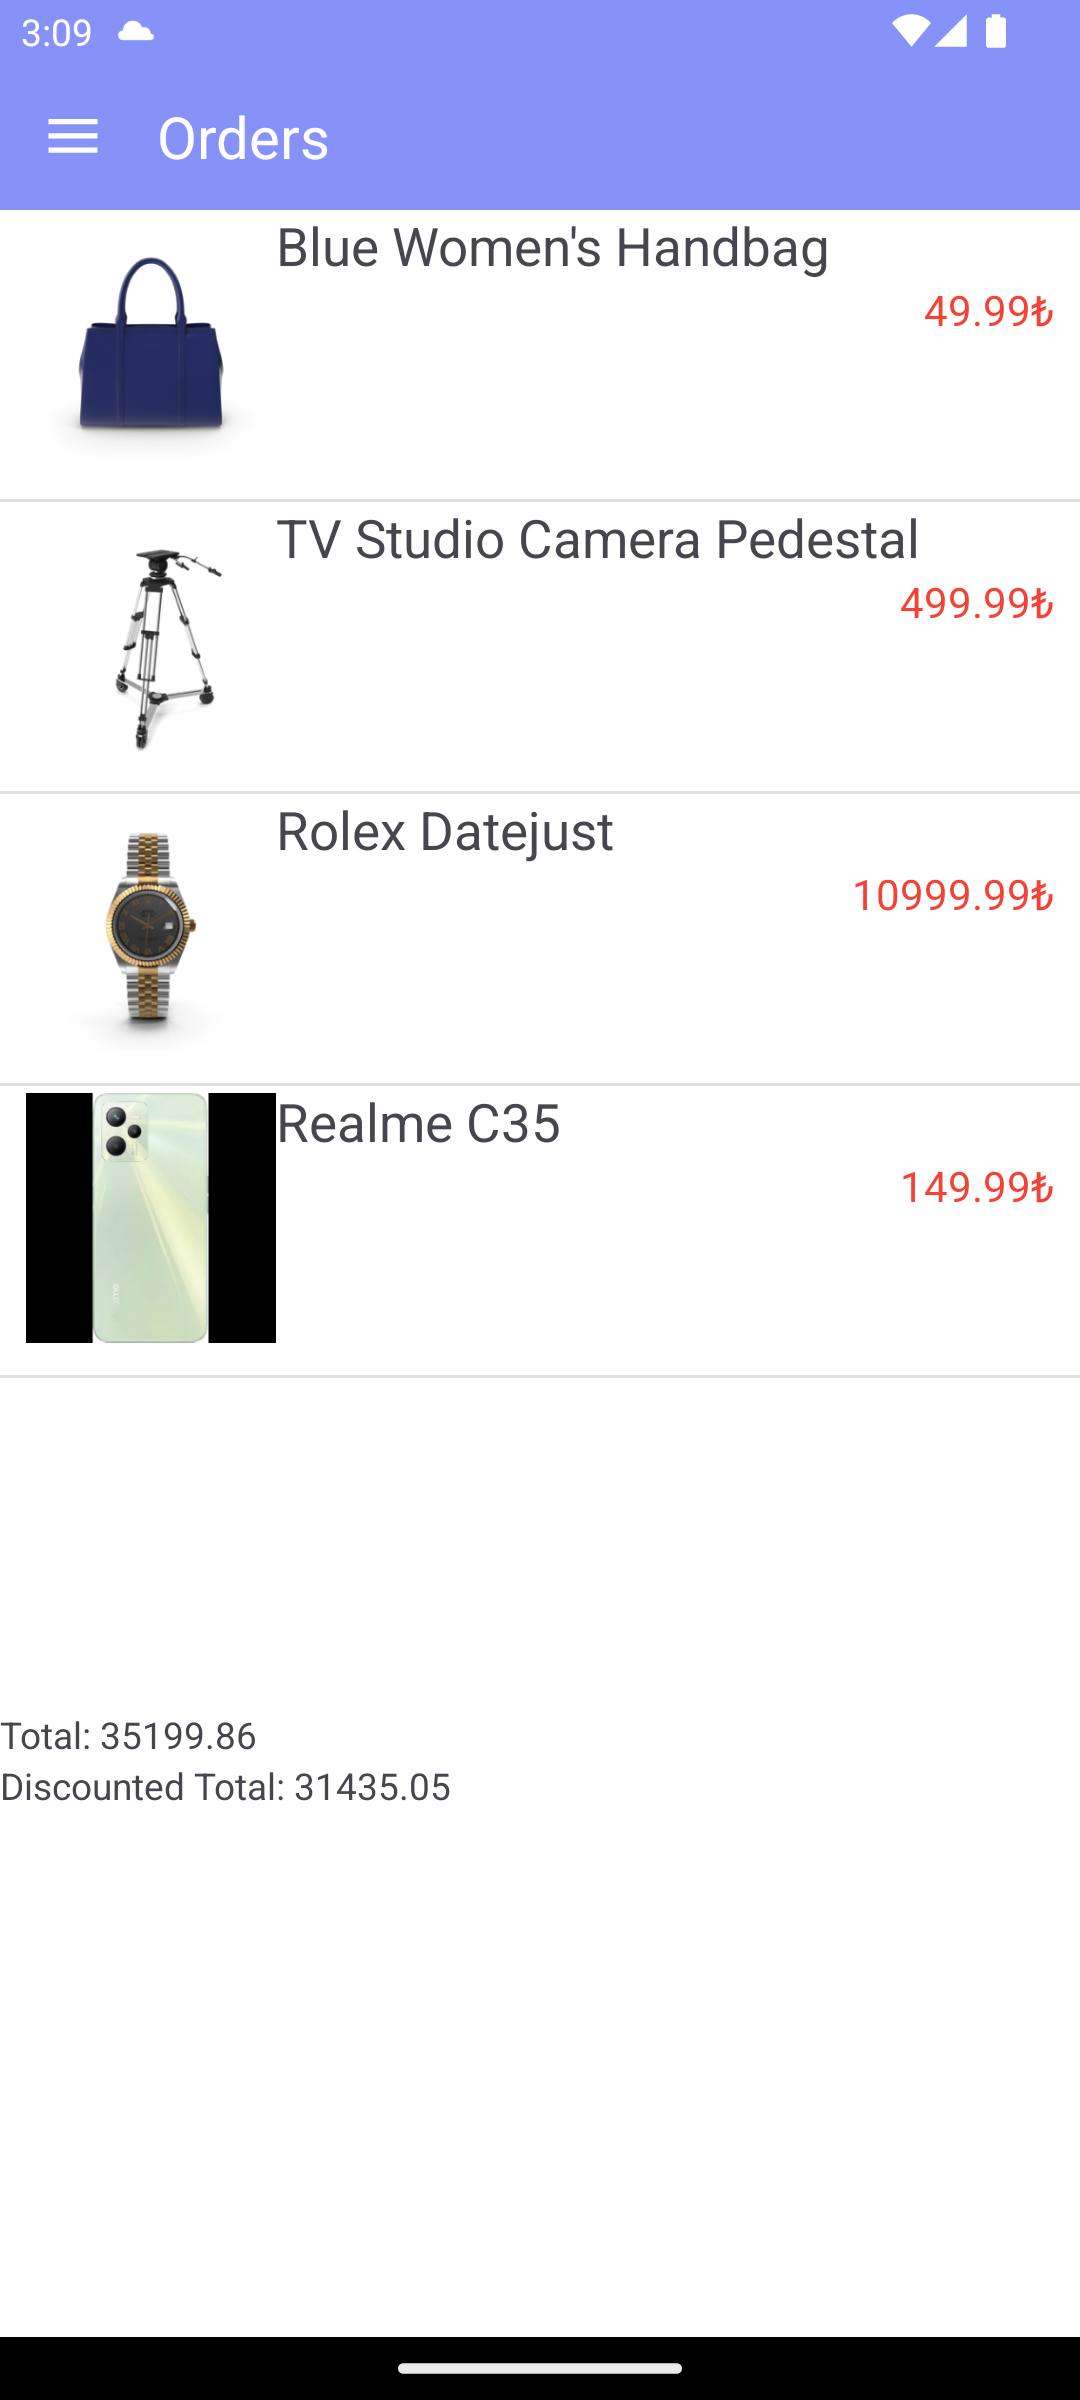 3:09
Orders
Blue Women's Handbag
49.99₺
TV Studio Camera Pedestal
499.99₺
Rolex Datejust
10999.99₺
Realme C35
149.99₺
Total: 35199.86
Discounted Total: 31435.05